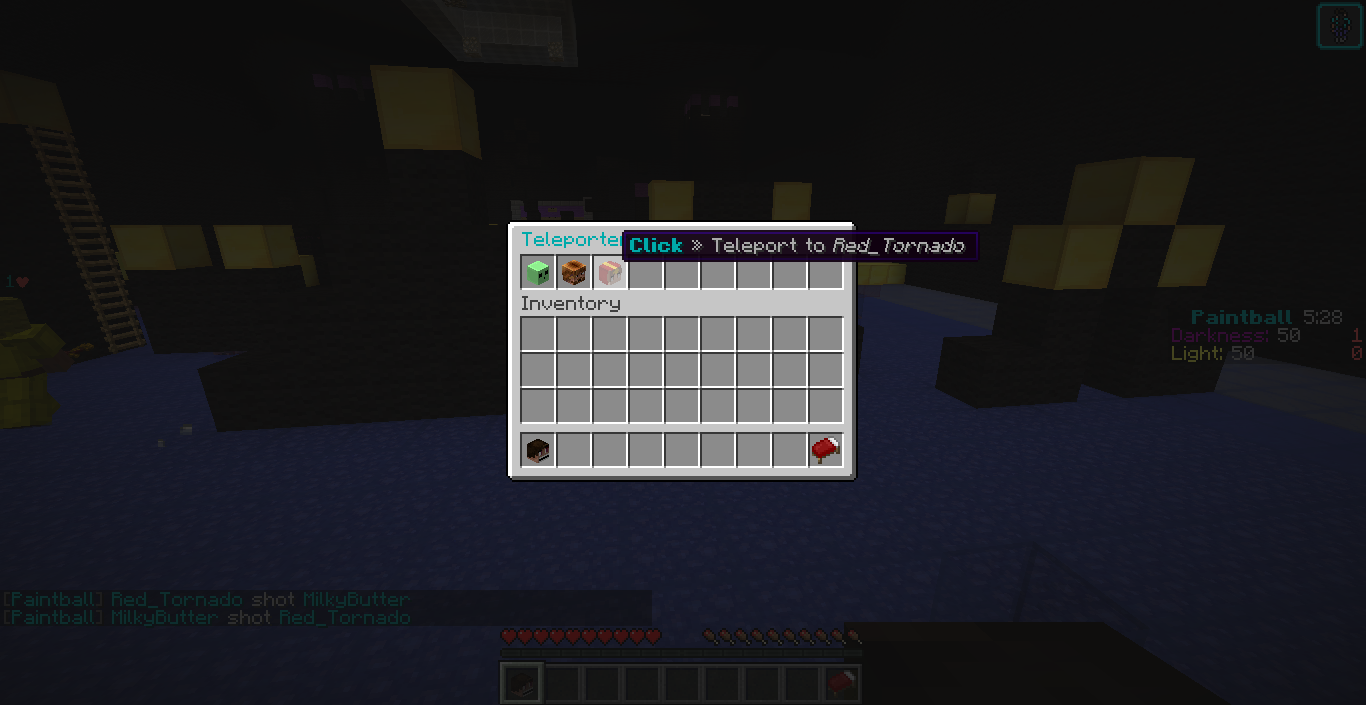 Teleporter
Click » Teleport to Red_Tornado
Inventory
1
Paintball 5:28
Darkness: 50 1
Light: 50 0
[Paintball] Red_Tornado shot MilkyButter
[Paintball] MilkyButter shot Red_Tornado